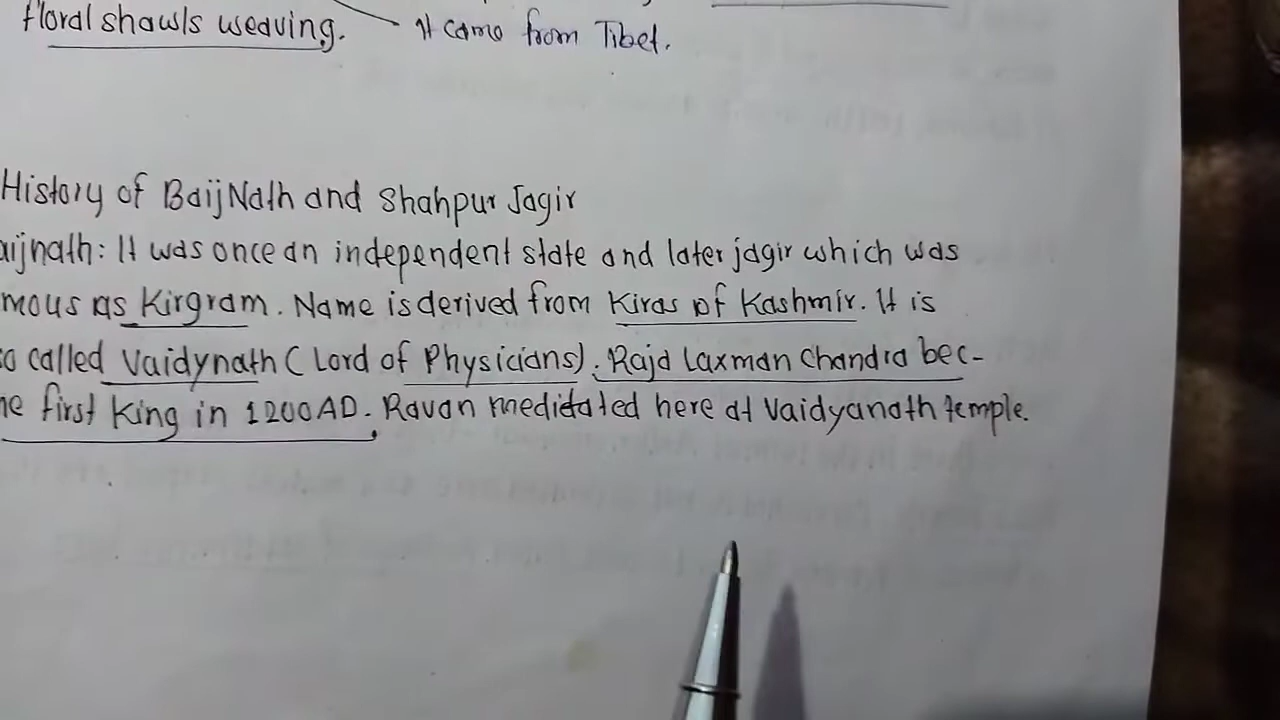 floral shawls weaving. It came from Tibet.
History of BaijNath and Shahpur Jagir
aijnath: It was once an independent state and later jagir which was
mous as Kirgram. Name is derived from Kiras of Kashmir. It is
so called Vaidynath (Lord of Physicians). Raja Laxman Chandra bec-
me first King in 1200AD. Ravan meditated here at Vaidyanath temple.